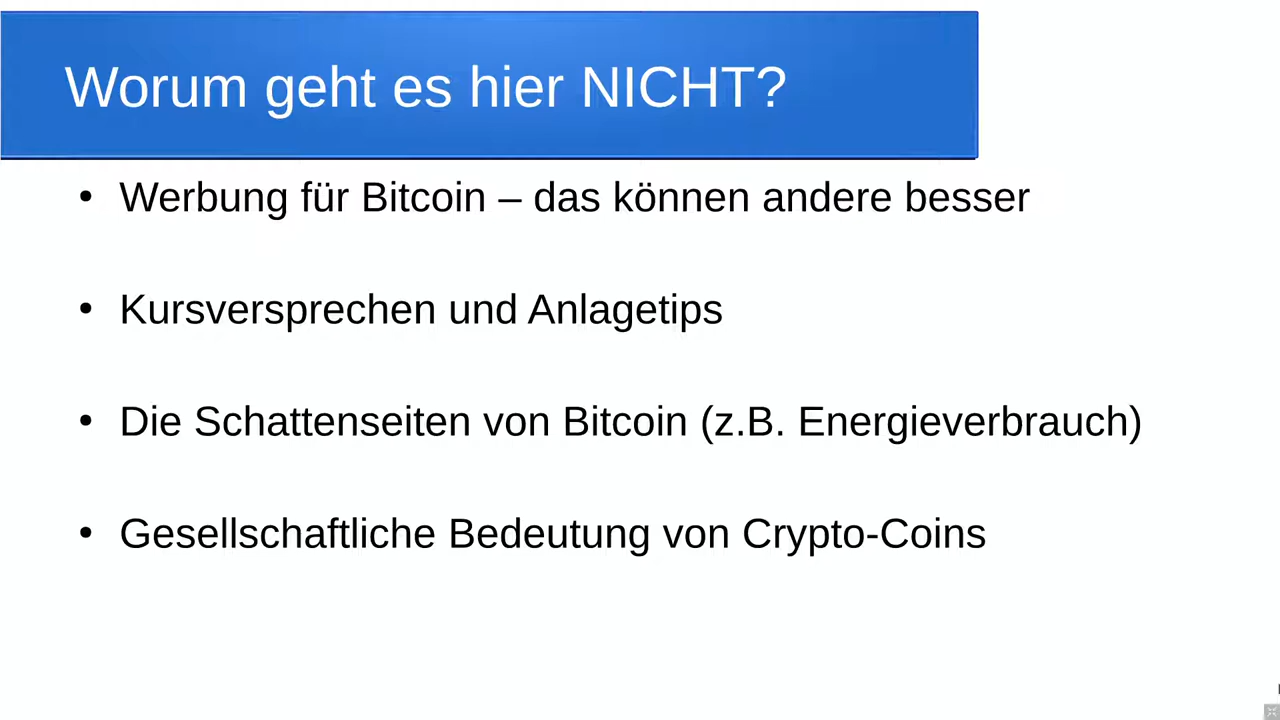 Worum geht es hier NICHT?
• Werbung für Bitcoin – das können andere besser
• Kursversprechen und Anlagetips
• Die Schattenseiten von Bitcoin (z.B. Energieverbrauch)
• Gesellschaftliche Bedeutung von Crypto-Coins